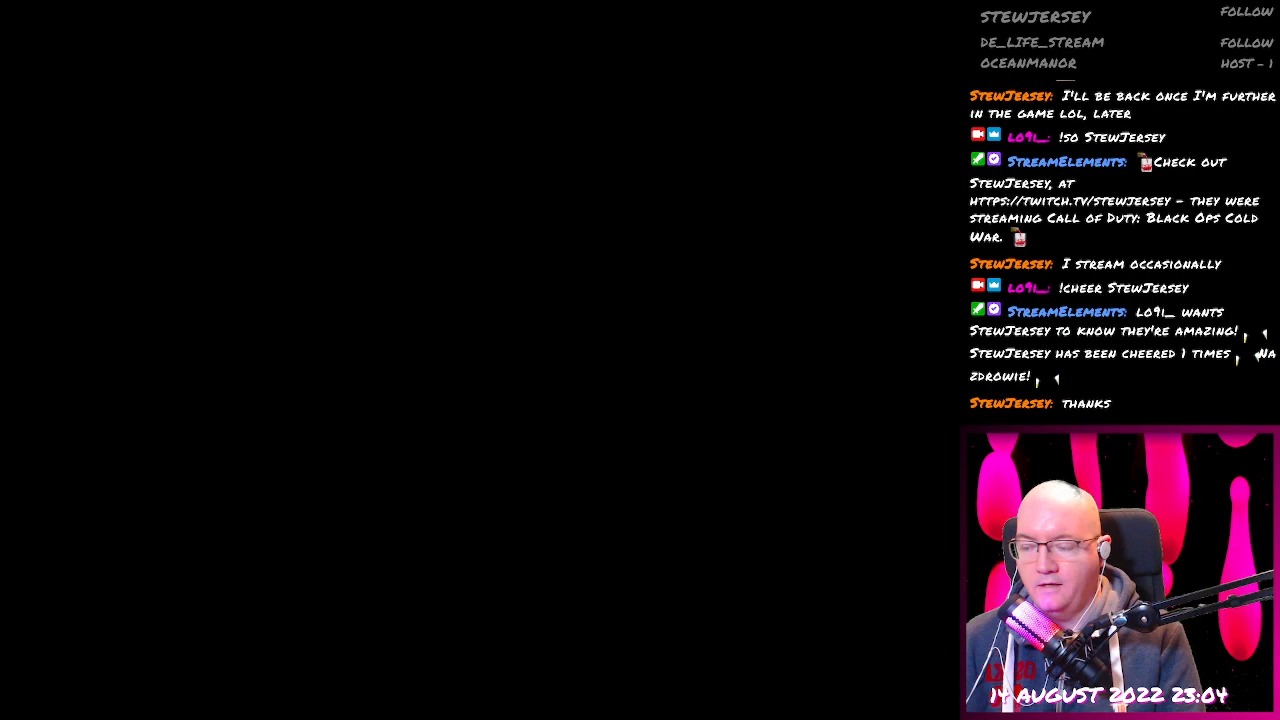 STEWJERSEY FOLLOW
DE_LIFE_STREAM FOLLOW
OCEANMANOR HOST - 1
STEWJERSEY: I'LL BE BACK ONCE I'M FURTHER
IN THE GAME LOL, LATER
LO91_: !SO STEWJERSEY
STREAMELEMENTS: CHECK OUT
STEWJERSEY, AT
HTTPS://TWITCH.TV/STEWJERSEY - THEY WERE
STREAMING CALL OF DUTY: BLACK OPS COLD
WAR.
STEWJERSEY: I STREAM OCCASIONALLY
LO91_: !CHEER STEWJERSEY
STREAMELEMENTS: LO91_ WANTS
STEWJERSEY TO KNOW THEY'RE AMAZING!
STEWJERSEY HAS BEEN CHEERED 1 TIMES NA
ZDROWIE!
STEWJERSEY: THANKS
14 AUGUST 2022 23:04